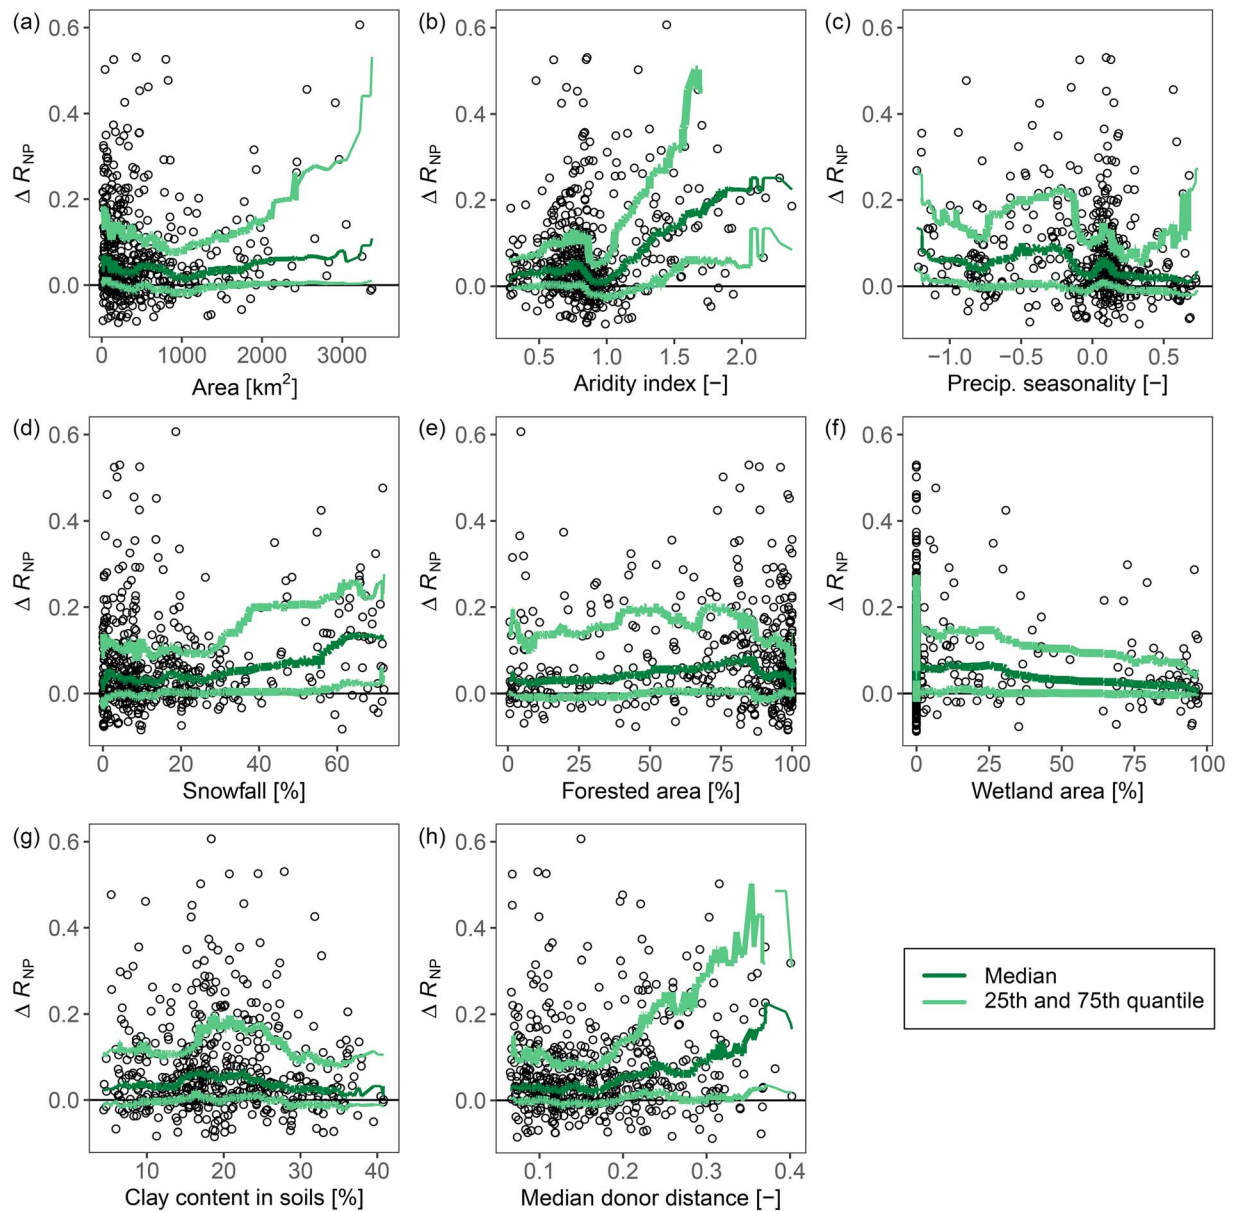 (a)
0.6
0.4
0.2
0.0
Δ R_NP
0 1000 2000 3000
Area [km²]
(b)
0.6
0.4
0.2
0.0
Δ R_NP
0.5 1.0 1.5 2.0
Aridity index [−]
(c)
0.6
0.4
0.2
0.0
Δ R_NP
−1.0 −0.5 0.0 0.5
Precip. seasonality [−]
(d)
0.6
0.4
0.2
0.0
Δ R_NP
0 20 40 60
Snowfall [%]
(e)
0.6
0.4
0.2
0.0
Δ R_NP
0 25 50 75 100
Forested area [%]
(f)
0.6
0.4
0.2
0.0
Δ R_NP
0 25 50 75 100
Wetland area [%]
(g)
0.6
0.4
0.2
0.0
Δ R_NP
10 20 30 40
Clay content in soils [%]
(h)
0.6
0.4
0.2
0.0
Δ R_NP
0.1 0.2 0.3 0.4
Median donor distance [−]
Median
25th and 75th quantile